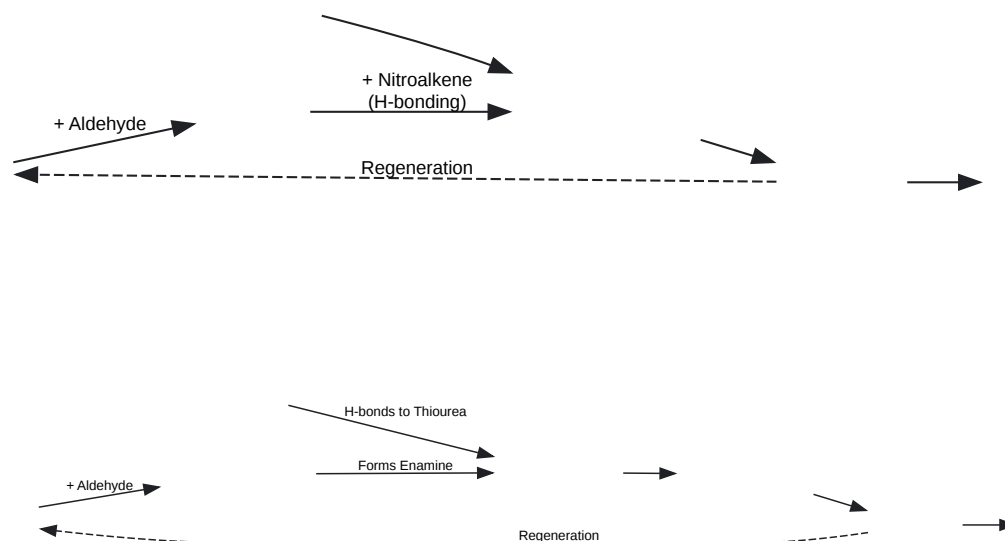 + Nitroalkene
(H-bonding)
+ Aldehyde
Regeneration
H-bonds to Thiourea
Forms Enamine
+ Aldehyde
Regeneration